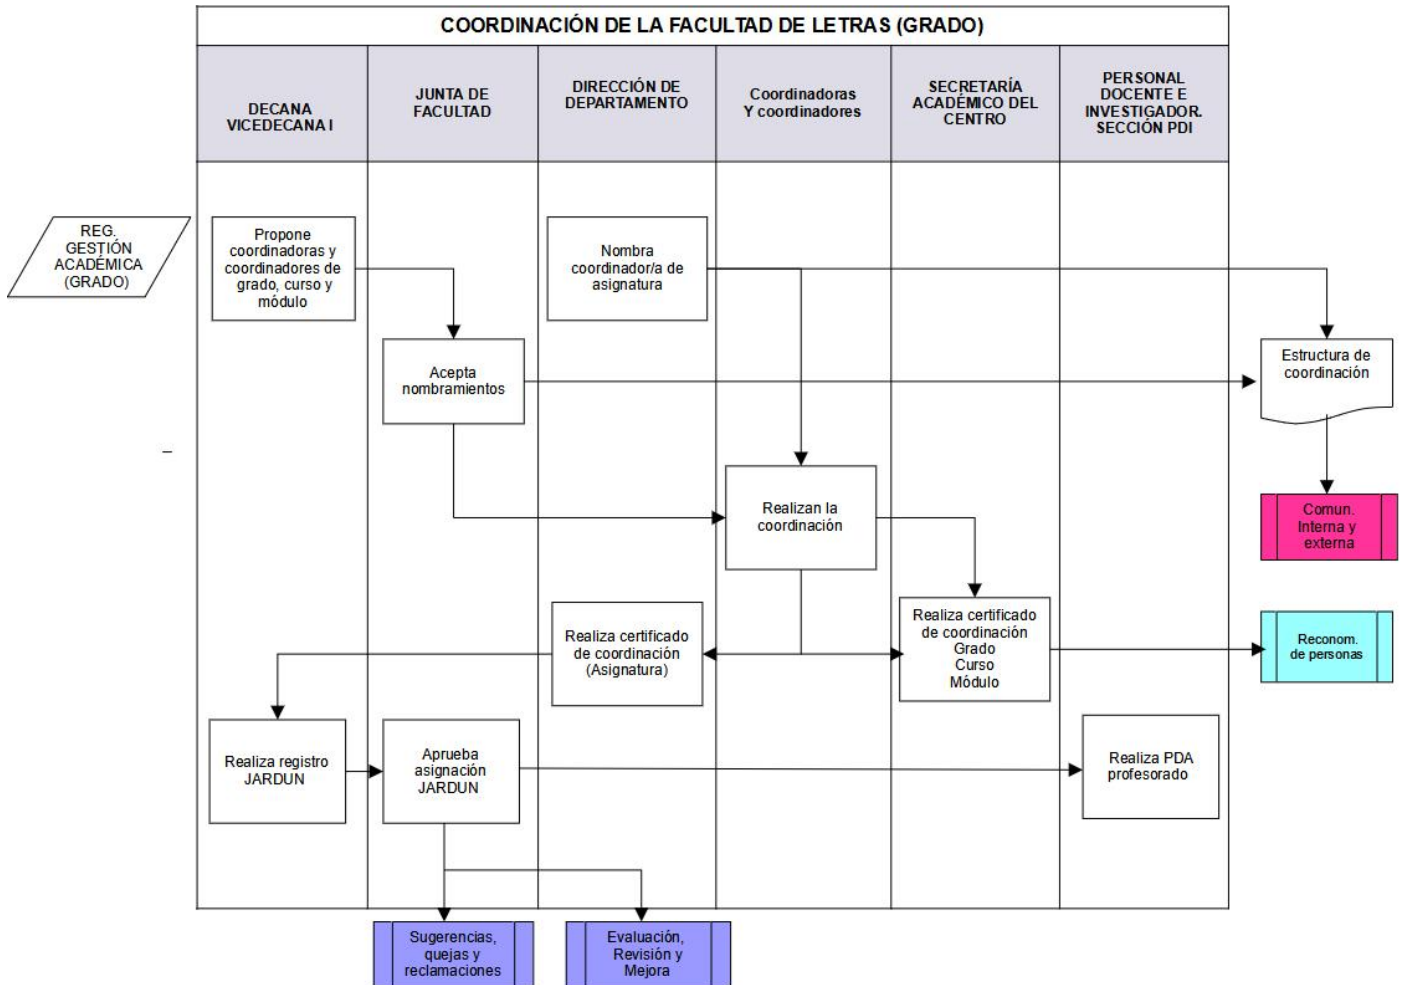 COORDINACIÓN DE LA FACULTAD DE LETRAS (GRADO)
DECANA
VICEDECANA I
JUNTA DE
FACULTAD
DIRECCIÓN DE
DEPARTAMENTO
Coordinadoras
Y coordinadores
SECRETARÍA
ACADÉMICO DEL
CENTRO
PERSONAL
DOCENTE E
INVESTIGADOR.
SECCIÓN PDI
REG.
GESTIÓN
ACADÉMICA
(GRADO)
Propone
coordinadoras y
coordinadores de
grado, curso y
módulo
Nombra
coordinador/a de
asignatura
Acepta
nombramientos
Estructura de
coordinación
Realizan la
coordinación
Comun.
Interna y
externa
Realiza certificado
de coordinación
(Asignatura)
Realiza certificado
de coordinación
Grado
Curso
Módulo
Reconom.
de personas
Realiza registro
JARDUN
Aprueba
asignación
JARDUN
Realiza PDA
profesorado
Sugerencias,
quejas y
reclamaciones
Evaluación,
Revisión y
Mejora